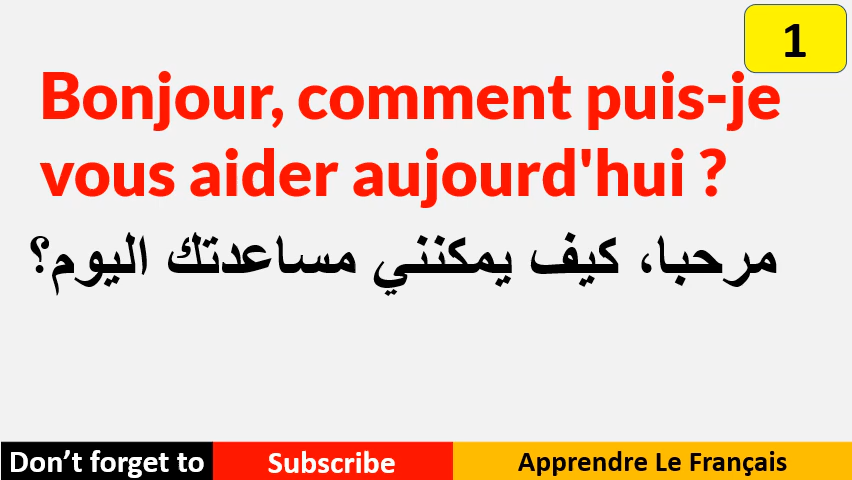 1
Bonjour, comment puis-je
vous aider aujourd'hui ?
مرحبا، كيف يمكنني مساعدتك اليوم؟
Don’t forget to
Subscribe
Apprendre Le Français